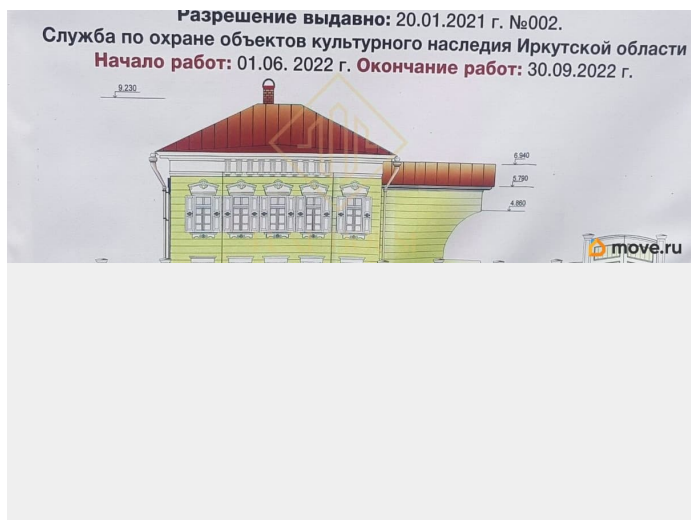 Разрешение выдавно: 20.01.2021 г. №002.
Служба по охране объектов культурного наследия Иркутской области
Начало работ: 01.06. 2022 г. Окончание работ: 30.09.2022 г.
9.230
6.940
5.790
4.860
move.ru